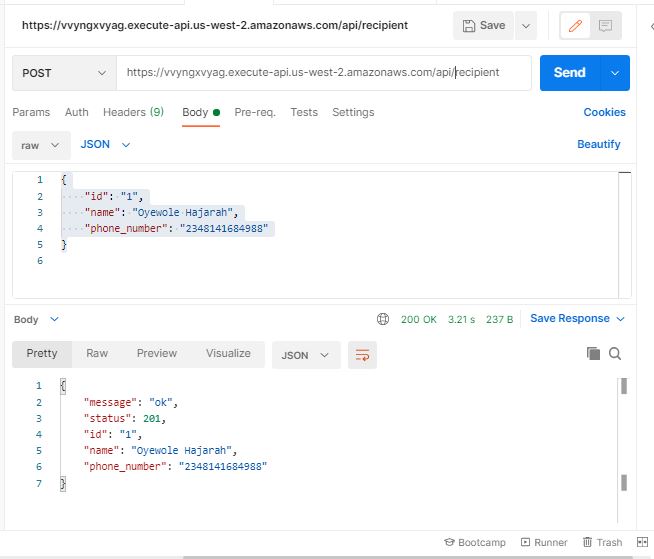 https://vvyngxvyag.execute-api.us-west-2.amazonaws.com/api/recipient
Save
POST
https://vvyngxvyag.execute-api.us-west-2.amazonaws.com/api/recipient
Send
Params Auth Headers (9) Body Pre-req. Tests Settings Cookies
raw JSON Beautify
1 {
2 ····"id":·"1",
3 ····"name":·"Oyewole·Hajarah",
4 ····"phone_number":·"2348141684988"
5 }
6
Body 200 OK 3.21 s 237 B Save Response
Pretty Raw Preview Visualize JSON
1 {
2 "message": "ok",
3 "status": 201,
4 "id": "1",
5 "name": "Oyewole Hajarah",
6 "phone_number": "2348141684988"
7 }
Bootcamp Runner Trash